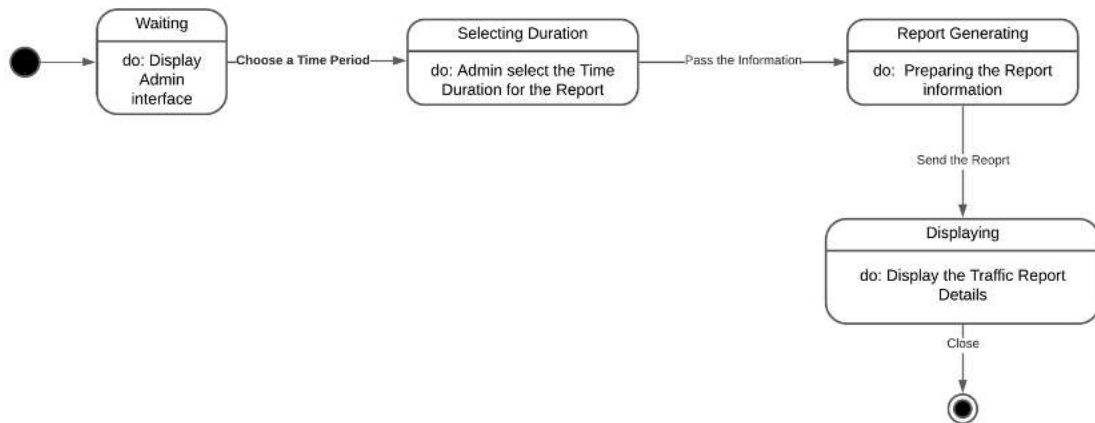 Waiting
do: Display
Admin
interface
Choose a Time Period
Selecting Duration
do: Admin select the Time
Duration for the Report
Pass the Information
Report Generating
do: Preparing the Report
information
Send the Reoprt
Displaying
do: Display the Traffic Report
Details
Close